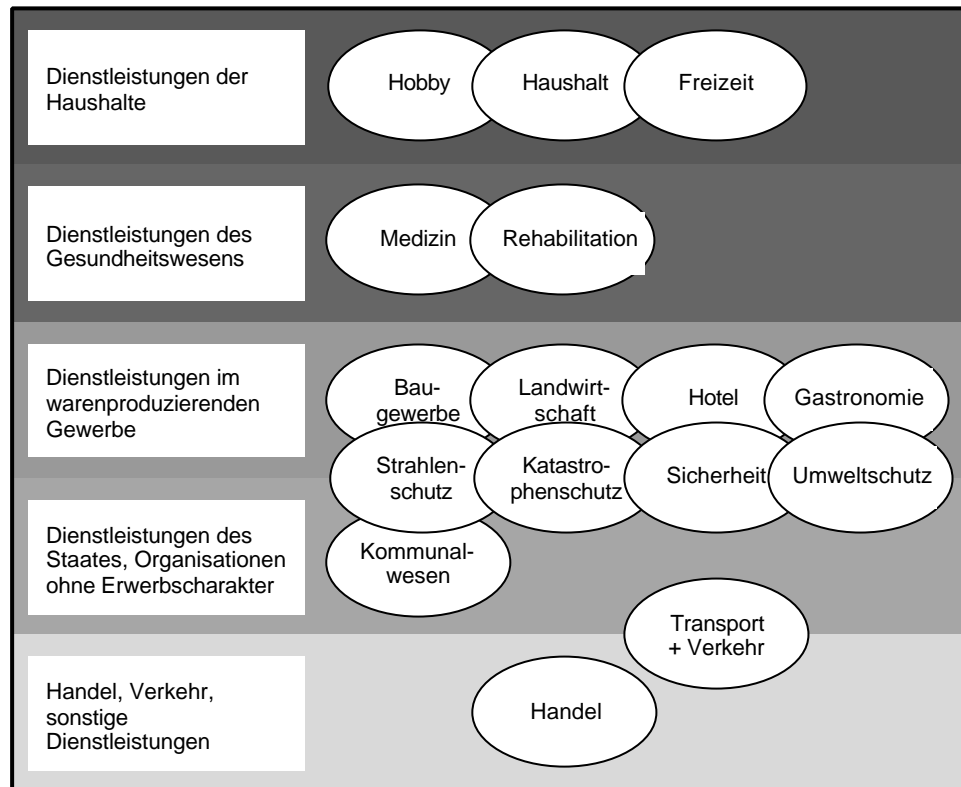 Dienstleistungen der
Haushalte
Hobby
Haushalt
Freizeit
Dienstleistungen des
Gesundheitswesens
Medizin
Rehabilitation
Dienstleistungen im
warenproduzierenden
Gewerbe
Bau-
gewerbe
Landwirt-
schaft
Hotel
Gastronomie
Strahlen-
schutz
Katastro-
phenschutz
Sicherheit
Umweltschutz
Dienstleistungen des
Staates, Organisationen
ohne Erwerbscharakter
Kommunal-
wesen
Transport
+ Verkehr
Handel, Verkehr,
sonstige
Dienstleistungen
Handel